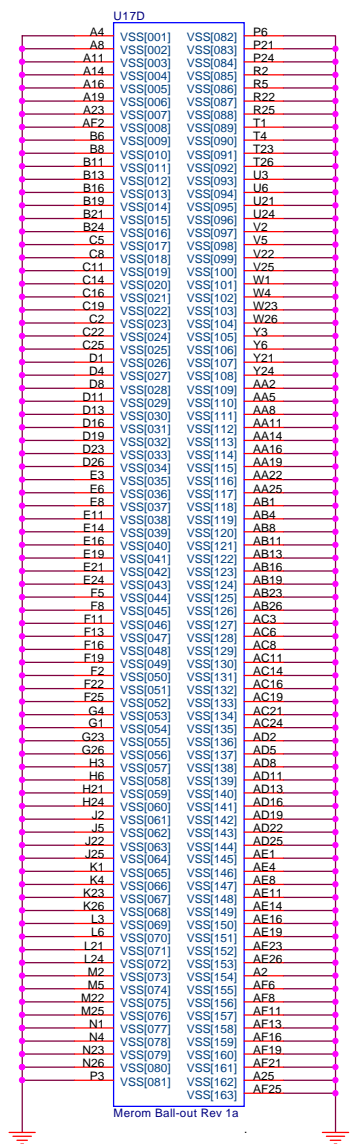 U17D
A4 VSS[001] VSS[082] P6
A8 VSS[002] VSS[083] P21
A11 VSS[003] VSS[084] P24
A14 VSS[004] VSS[085] R2
A16 VSS[005] VSS[086] R5
A19 VSS[006] VSS[087] R22
A23 VSS[007] VSS[088] R25
AF2 VSS[008] VSS[089] T1
B6 VSS[009] VSS[090] T4
B8 VSS[010] VSS[091] T23
B11 VSS[011] VSS[092] T26
B13 VSS[012] VSS[093] U3
B16 VSS[013] VSS[094] U6
B19 VSS[014] VSS[095] U21
B21 VSS[015] VSS[096] U24
B24 VSS[016] VSS[097] V2
C5 VSS[017] VSS[098] V5
C8 VSS[018] VSS[099] V22
C11 VSS[019] VSS[100] V25
C14 VSS[020] VSS[101] W1
C16 VSS[021] VSS[102] W4
C19 VSS[022] VSS[103] W23
C2 VSS[023] VSS[104] W26
C22 VSS[024] VSS[105] Y3
C25 VSS[025] VSS[106] Y6
D1 VSS[026] VSS[107] Y21
D4 VSS[027] VSS[108] Y24
D8 VSS[028] VSS[109] AA2
D11 VSS[029] VSS[110] AA5
D13 VSS[030] VSS[111] AA8
D16 VSS[031] VSS[112] AA11
D19 VSS[032] VSS[113] AA14
D23 VSS[033] VSS[114] AA16
D26 VSS[034] VSS[115] AA19
E3 VSS[035] VSS[116] AA22
E6 VSS[036] VSS[117] AA25
E8 VSS[037] VSS[118] AB1
E11 VSS[038] VSS[119] AB4
E14 VSS[039] VSS[120] AB8
E16 VSS[040] VSS[121] AB11
E19 VSS[041] VSS[122] AB13
E21 VSS[042] VSS[123] AB16
E24 VSS[043] VSS[124] AB19
F5 VSS[044] VSS[125] AB23
F8 VSS[045] VSS[126] AB26
F11 VSS[046] VSS[127] AC3
F13 VSS[047] VSS[128] AC6
F16 VSS[048] VSS[129] AC8
F19 VSS[049] VSS[130] AC11
F2 VSS[050] VSS[131] AC14
F22 VSS[051] VSS[132] AC16
F25 VSS[052] VSS[133] AC19
G4 VSS[053] VSS[134] AC21
G1 VSS[054] VSS[135] AC24
G23 VSS[055] VSS[136] AD2
G26 VSS[056] VSS[137] AD5
H3 VSS[057] VSS[138] AD8
H6 VSS[058] VSS[139] AD11
H21 VSS[059] VSS[140] AD13
H24 VSS[060] VSS[141] AD16
J2 VSS[061] VSS[142] AD19
J5 VSS[062] VSS[143] AD22
J22 VSS[063] VSS[144] AD25
J25 VSS[064] VSS[145] AE1
K1 VSS[065] VSS[146] AE4
K4 VSS[066] VSS[147] AE8
K23 VSS[067] VSS[148] AE11
K26 VSS[068] VSS[149] AE14
L3 VSS[069] VSS[150] AE16
L6 VSS[070] VSS[151] AE19
L21 VSS[071] VSS[152] AE23
L24 VSS[072] VSS[153] AE26
M2 VSS[073] VSS[154] A2
M5 VSS[074] VSS[155] AF6
M22 VSS[075] VSS[156] AF8
M25 VSS[076] VSS[157] AF11
N1 VSS[077] VSS[158] AF13
N4 VSS[078] VSS[159] AF16
N23 VSS[079] VSS[160] AF19
N26 VSS[080] VSS[161] AF21
P3 VSS[081] VSS[162] A25
VSS[163] AF25
Merom Ball-out Rev 1a